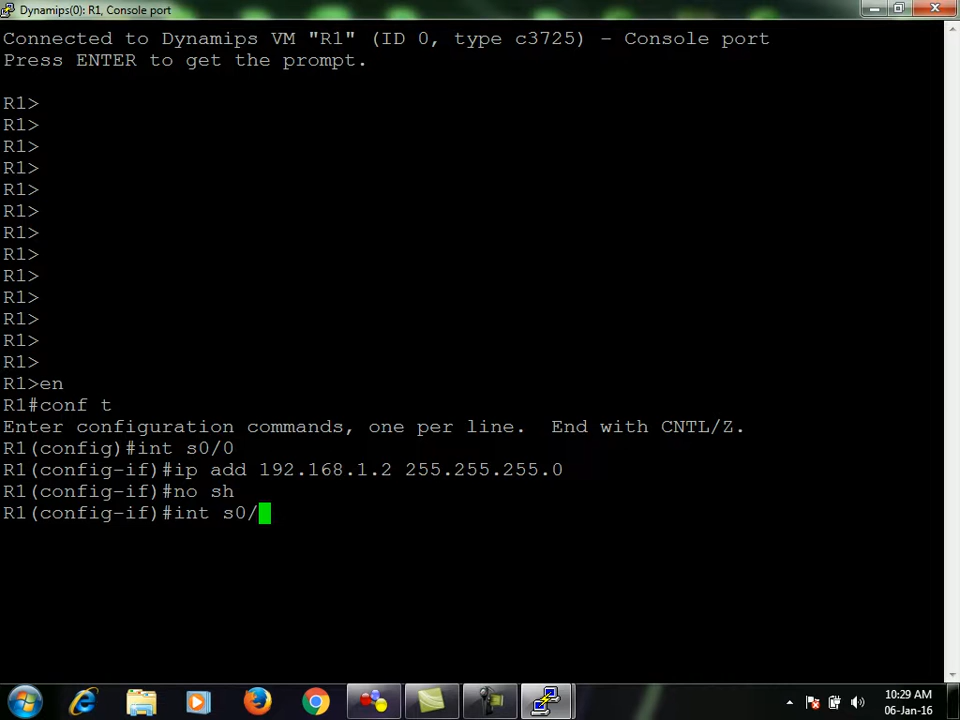 Dynamips(0): R1, Console port
Connected to Dynamips VM "R1" (ID 0, type c3725) - Console port
Press ENTER to get the prompt.
R1>
R1>
R1>
R1>
R1>
R1>
R1>
R1>
R1>
R1>
R1>
R1>
R1>
R1>en
R1#conf t
Enter configuration commands, one per line.  End with CNTL/Z.
R1(config)#int s0/0
R1(config-if)#ip add 192.168.1.2 255.255.255.0
R1(config-if)#no sh
R1(config-if)#int s0/
10:29 AM
06-Jan-16